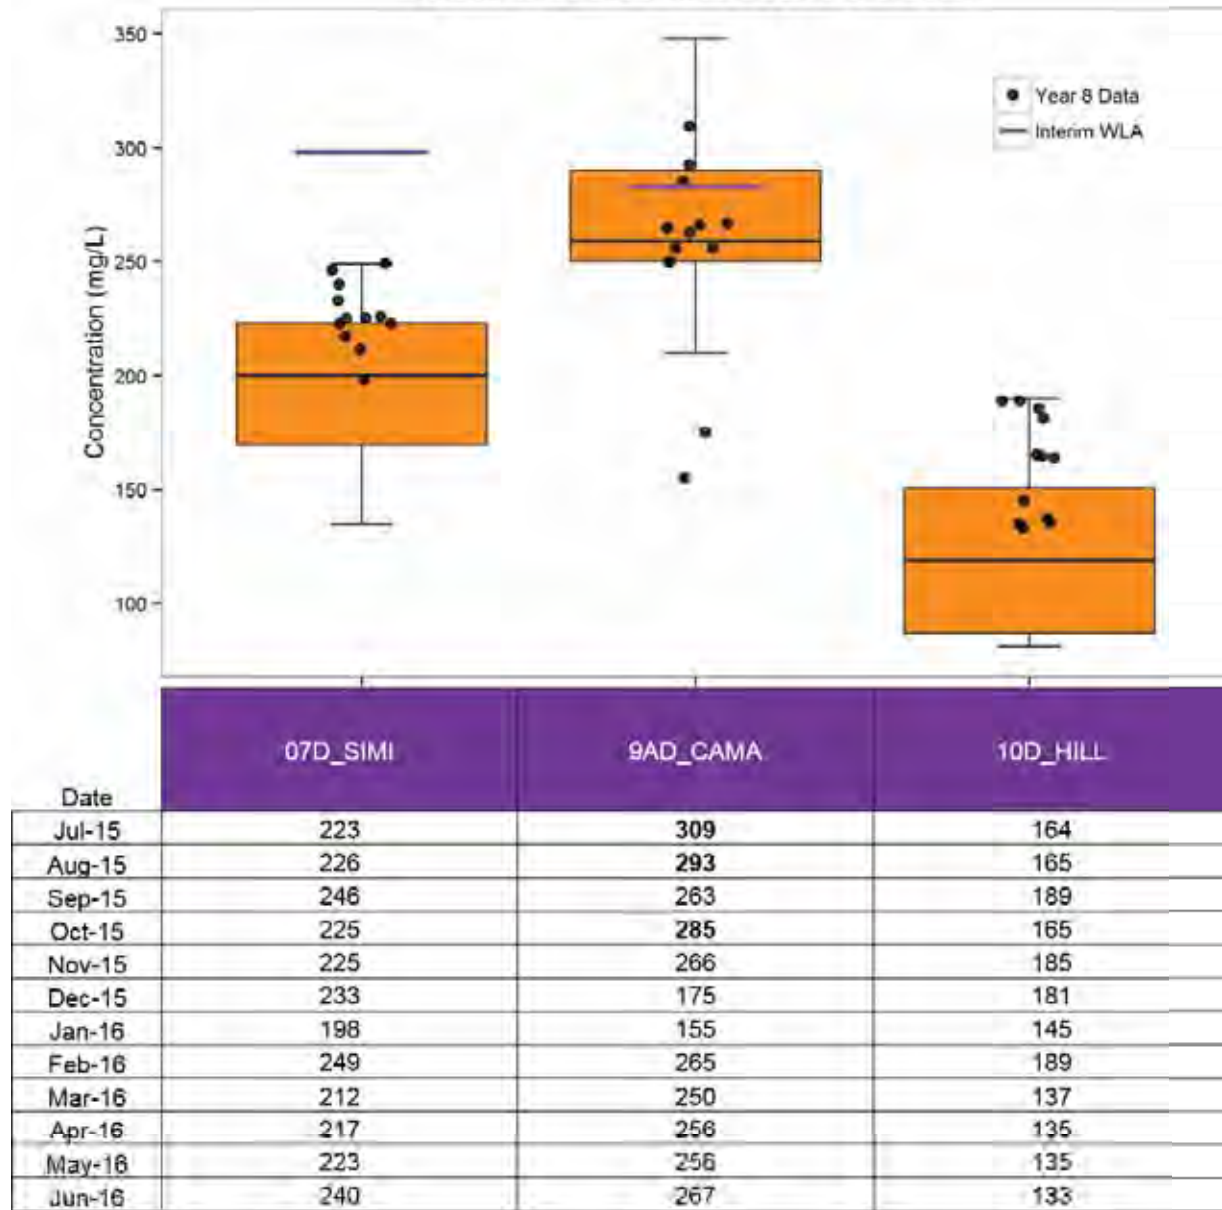 350
300
250
200
150
100
Concentration (mg/L)
Year 8 Data
Interim WLA
Date 07D_SIMI 9AD_CAMA 10D_HILL
Jul-15 223 309 164
Aug-15 226 293 165
Sep-15 246 263 189
Oct-15 225 285 165
Nov-15 225 266 185
Dec-15 233 175 181
Jan-16 198 155 145
Feb-16 249 265 189
Mar-16 212 250 137
Apr-16 217 256 135
May-16 223 256 135
Jun-16 240 267 133